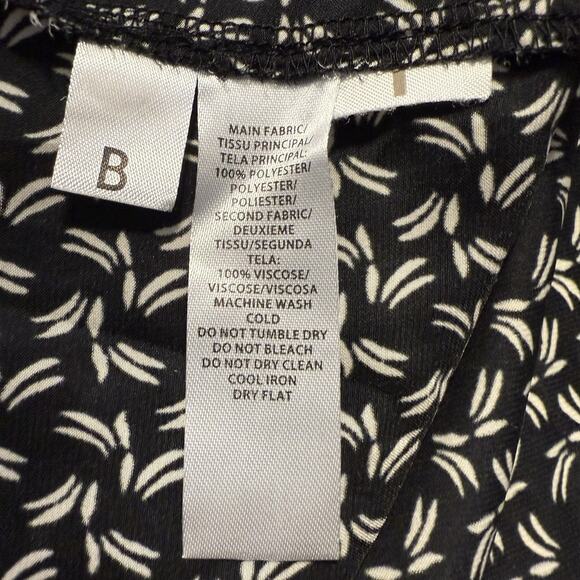 B
MAIN FABRIC/
TISSU PRINCIPAL/
TELA PRINCIPAL:
100% POLYESTER/
POLYESTER/
POLIESTER/
SECOND FABRIC/
DEUXIEME
TISSU/SEGUNDA
TELA:
100% VISCOSE/
VISCOSE/VISCOSA
MACHINE WASH
COLD
DO NOT TUMBLE DRY
DO NOT BLEACH
DO NOT DRY CLEAN
COOL IRON
DRY FLAT